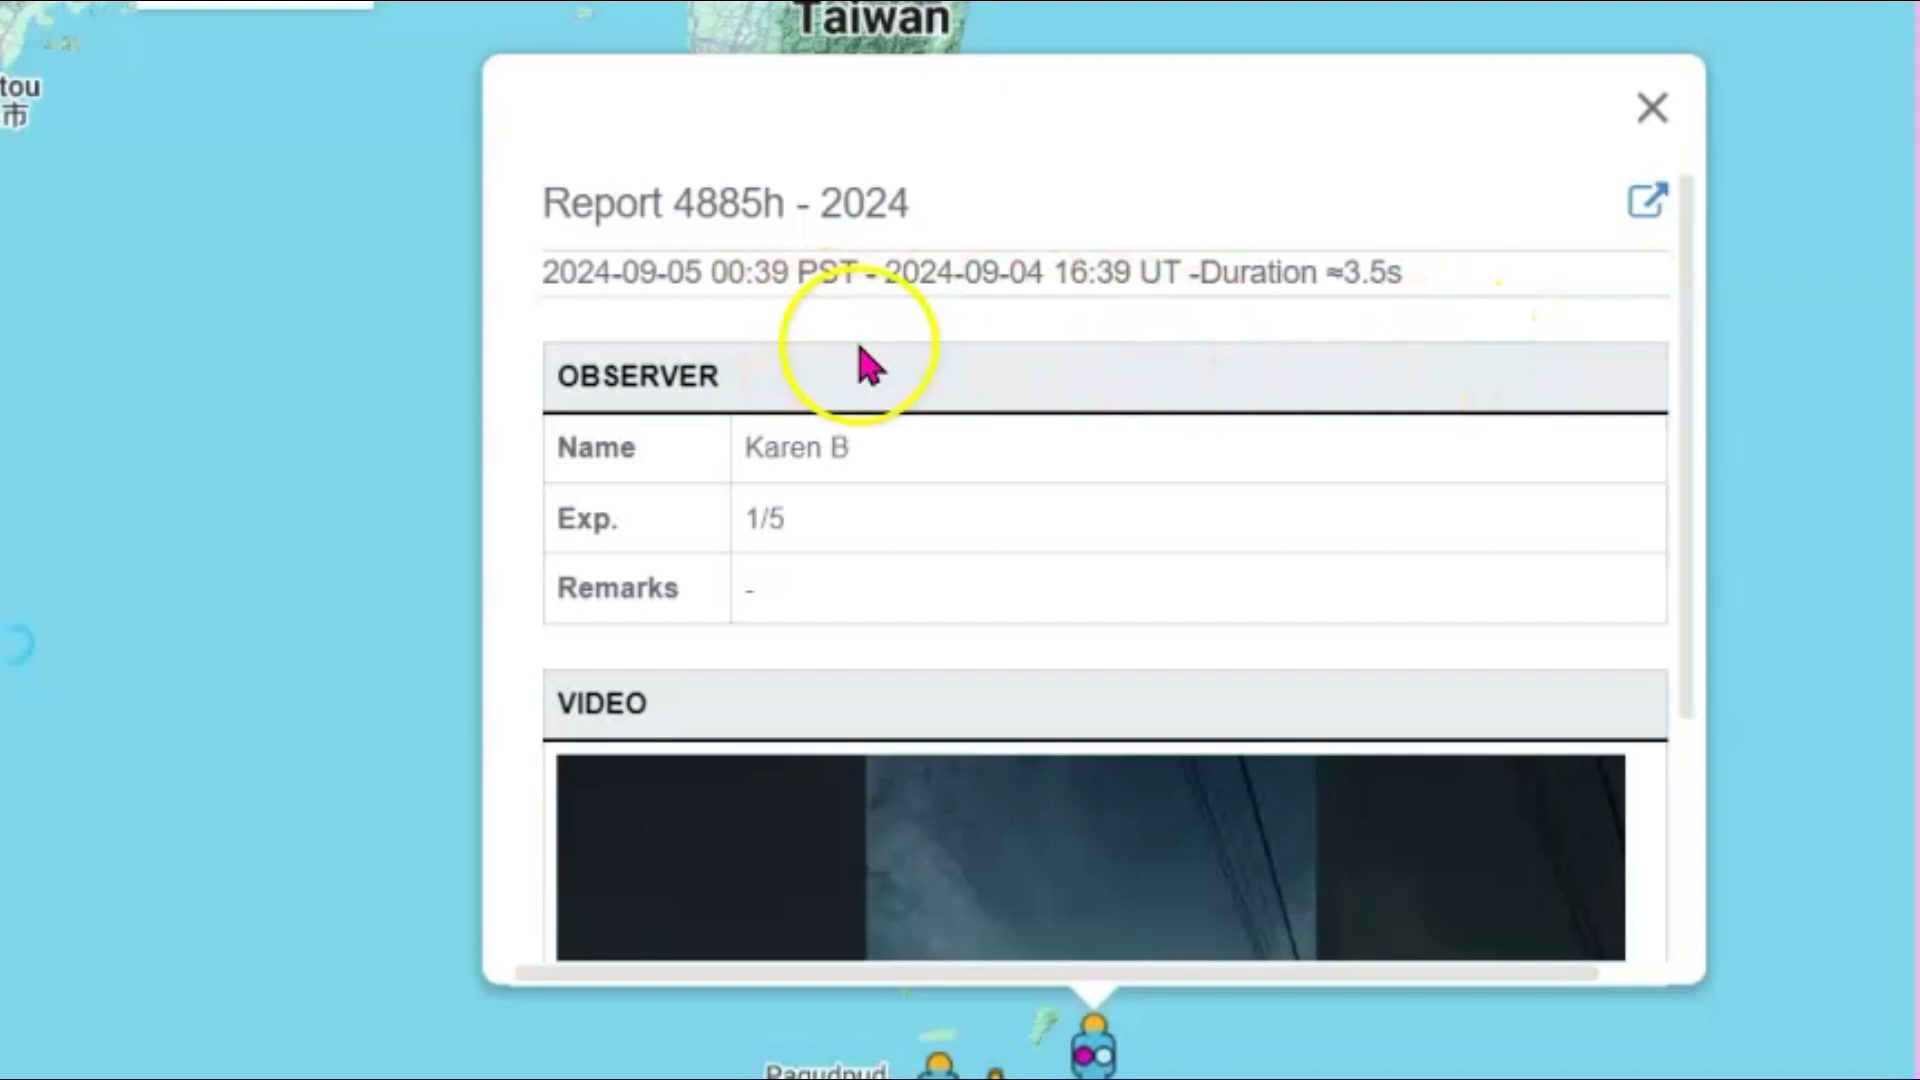 Taiwan
tou
市
Report 4885h - 2024
2024-09-05 00:39 PST - 2024-09-04 16:39 UT -Duration ≈3.5s
OBSERVER
Name Karen B
Exp. 1/5
Remarks -
VIDEO
Pagudpud